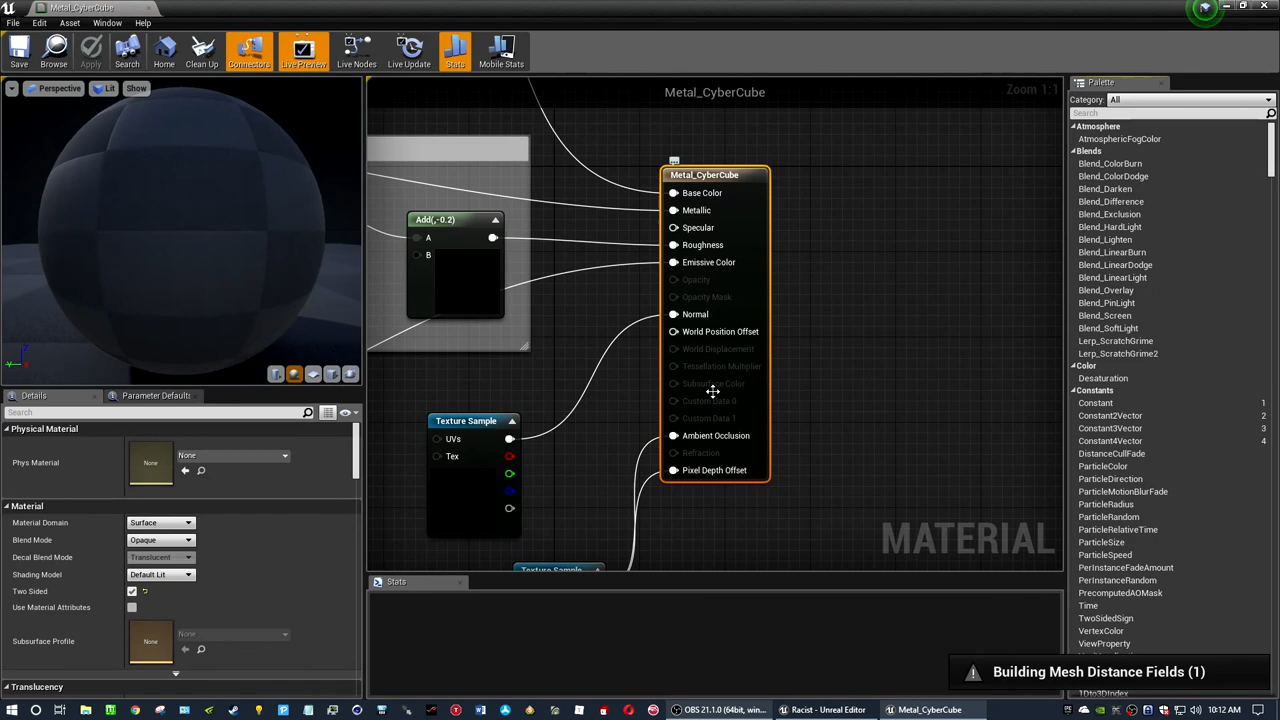 Metal_CyberCube
File Edit Asset Window Help
Save Browse Apply Search Home Clean Up Connectors Live Preview Live Nodes Live Update Stats Mobile Stats
Perspective Lit Show
Metal_CyberCube
Zoom 1:1
Metal_CyberCube
Base Color
Metallic
Specular
Roughness
Emissive Color
Opacity
Opacity Mask
Normal
World Position Offset
World Displacement
Tessellation Multiplier
Subsurface Color
Custom Data 0
Custom Data 1
Ambient Occlusion
Refraction
Pixel Depth Offset
Add(,-0.2)
A
B
Texture Sample
UVs
Tex
Texture Sample
MATERIAL
Details Parameter Default:
Search
Physical Material
Phys Material None None
Material
Material Domain Surface
Blend Mode Opaque
Decal Blend Mode Translucent
Shading Model Default Lit
Two Sided
Use Material Attributes
Subsurface Profile None None
Translucency
Stats
Palette
Category: All
Search
Atmosphere
AtmosphericFogColor
Blends
Blend_ColorBurn
Blend_ColorDodge
Blend_Darken
Blend_Difference
Blend_Exclusion
Blend_HardLight
Blend_Lighten
Blend_LinearBurn
Blend_LinearDodge
Blend_LinearLight
Blend_Overlay
Blend_PinLight
Blend_Screen
Blend_SoftLight
Lerp_ScratchGrime
Lerp_ScratchGrime2
Color
Desaturation
Constants
Constant 1
Constant2Vector 2
Constant3Vector 3
Constant4Vector 4
DistanceCullFade
ParticleColor
ParticleDirection
ParticleMotionBlurFade
ParticleRadius
ParticleRandom
ParticleRelativeTime
ParticleSize
ParticleSpeed
PerInstanceFadeAmount
PerInstanceRandom
PrecomputedAOMask
Time
TwoSidedSign
VertexColor
ViewProperty
1Dto3DIndex
Building Mesh Distance Fields (1)
OBS 21.1.0 (64bit, win... Racist - Unreal Editor Metal_CyberCube 10:12 AM